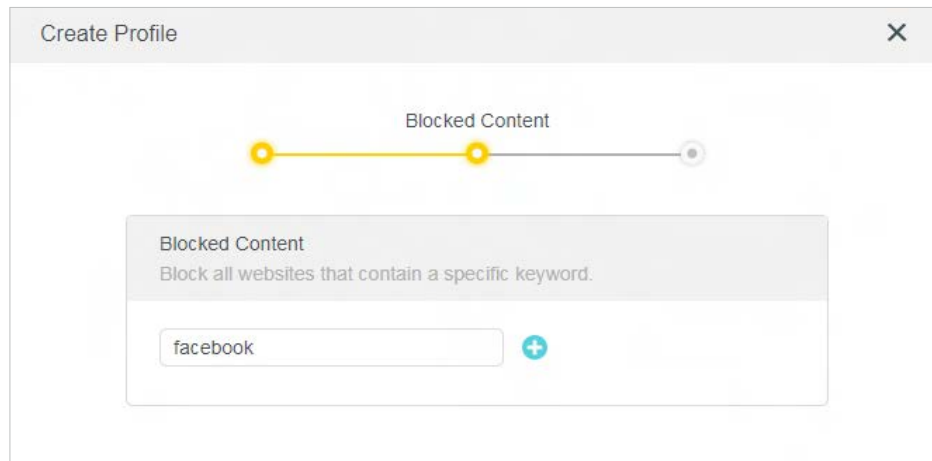 Create Profile
Blocked Content
Blocked Content
Block all websites that contain a specific keyword.
facebook